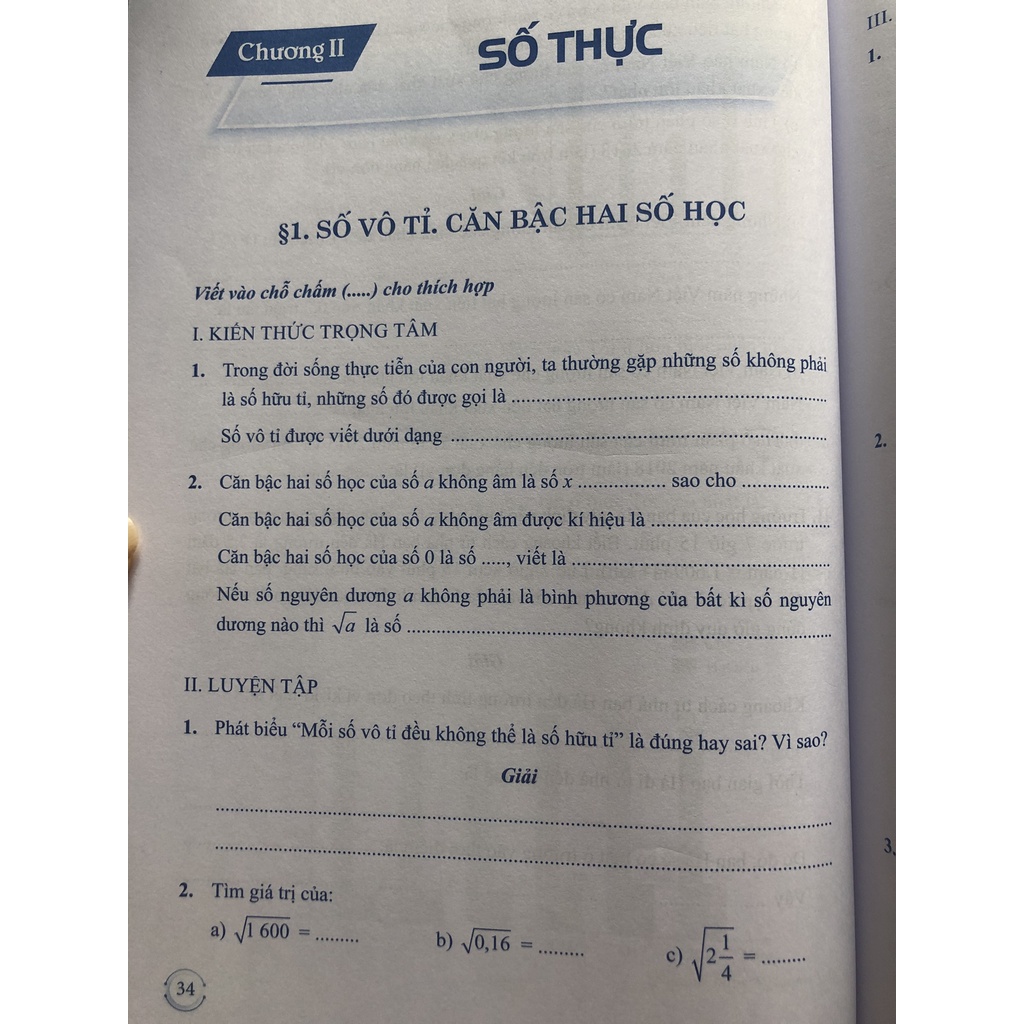 Chương II
SỐ THỰC
§1. SỐ VÔ TỈ. CĂN BẬC HAI SỐ HỌC
Viết vào chỗ chấm (.....) cho thích hợp
I. KIẾN THỨC TRỌNG TÂM
1. Trong đời sống thực tiễn của con người, ta thường gặp những số không phải
là số hữu tỉ, những số đó được gọi là ..........
Số vô tỉ được viết dưới dạng ..........
2. Căn bậc hai số học của số a không âm là số x .......... sao cho ..........
Căn bậc hai số học của số a không âm được kí hiệu là ..........
Căn bậc hai số học của số 0 là số ....., viết là ..........
Nếu số nguyên dương a không phải là bình phương của bất kì số nguyên
dương nào thì √a là số ..........
II. LUYỆN TẬP
1. Phát biểu “Mỗi số vô tỉ đều không thể là số hữu tỉ” là đúng hay sai? Vì sao?
Giải
..........
..........
2. Tìm giá trị của:
a) √1 600 = ......... b) √0,16 = ......... c) √2 1/4 = .........
34
III.
1.
2.
3.